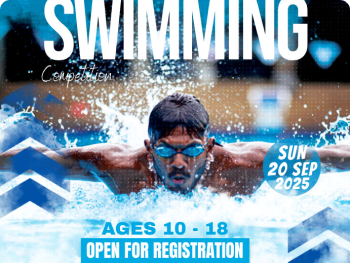 SWIMMING
Competition
SUN
20 SEP
2025
AGES 10 - 18
OPEN FOR REGISTRATION